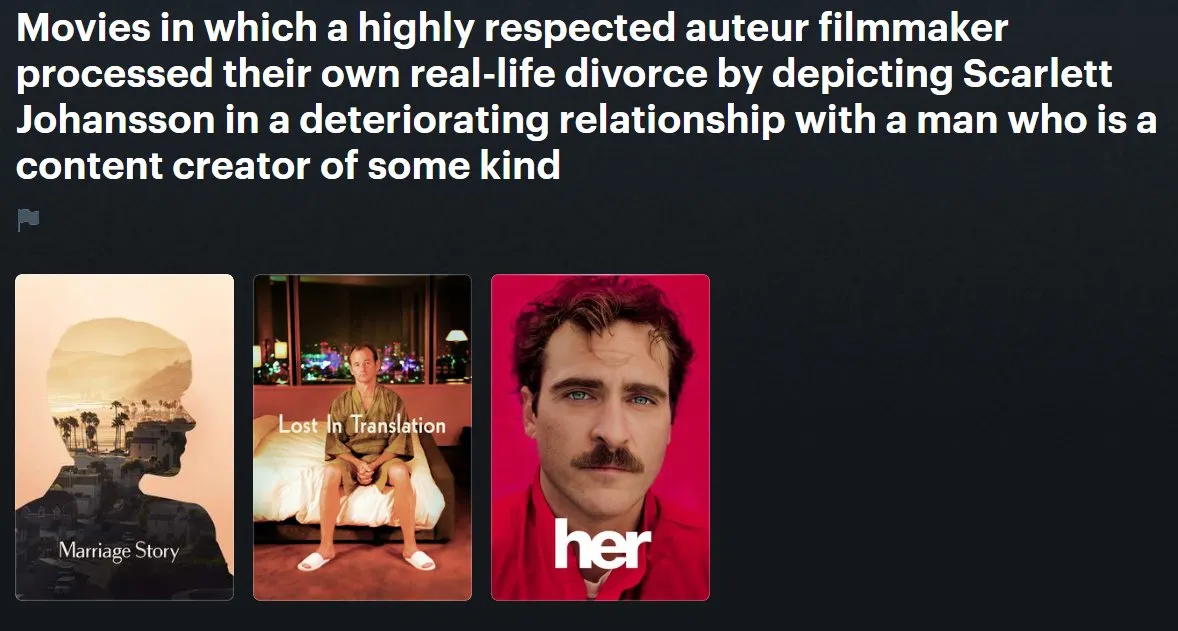 Movies in which a highly respected auteur filmmaker
processed their own real-life divorce by depicting Scarlett
Johansson in a deteriorating relationship with a man who is a
content creator of some kind
Marriage Story
Lost In Translation
her